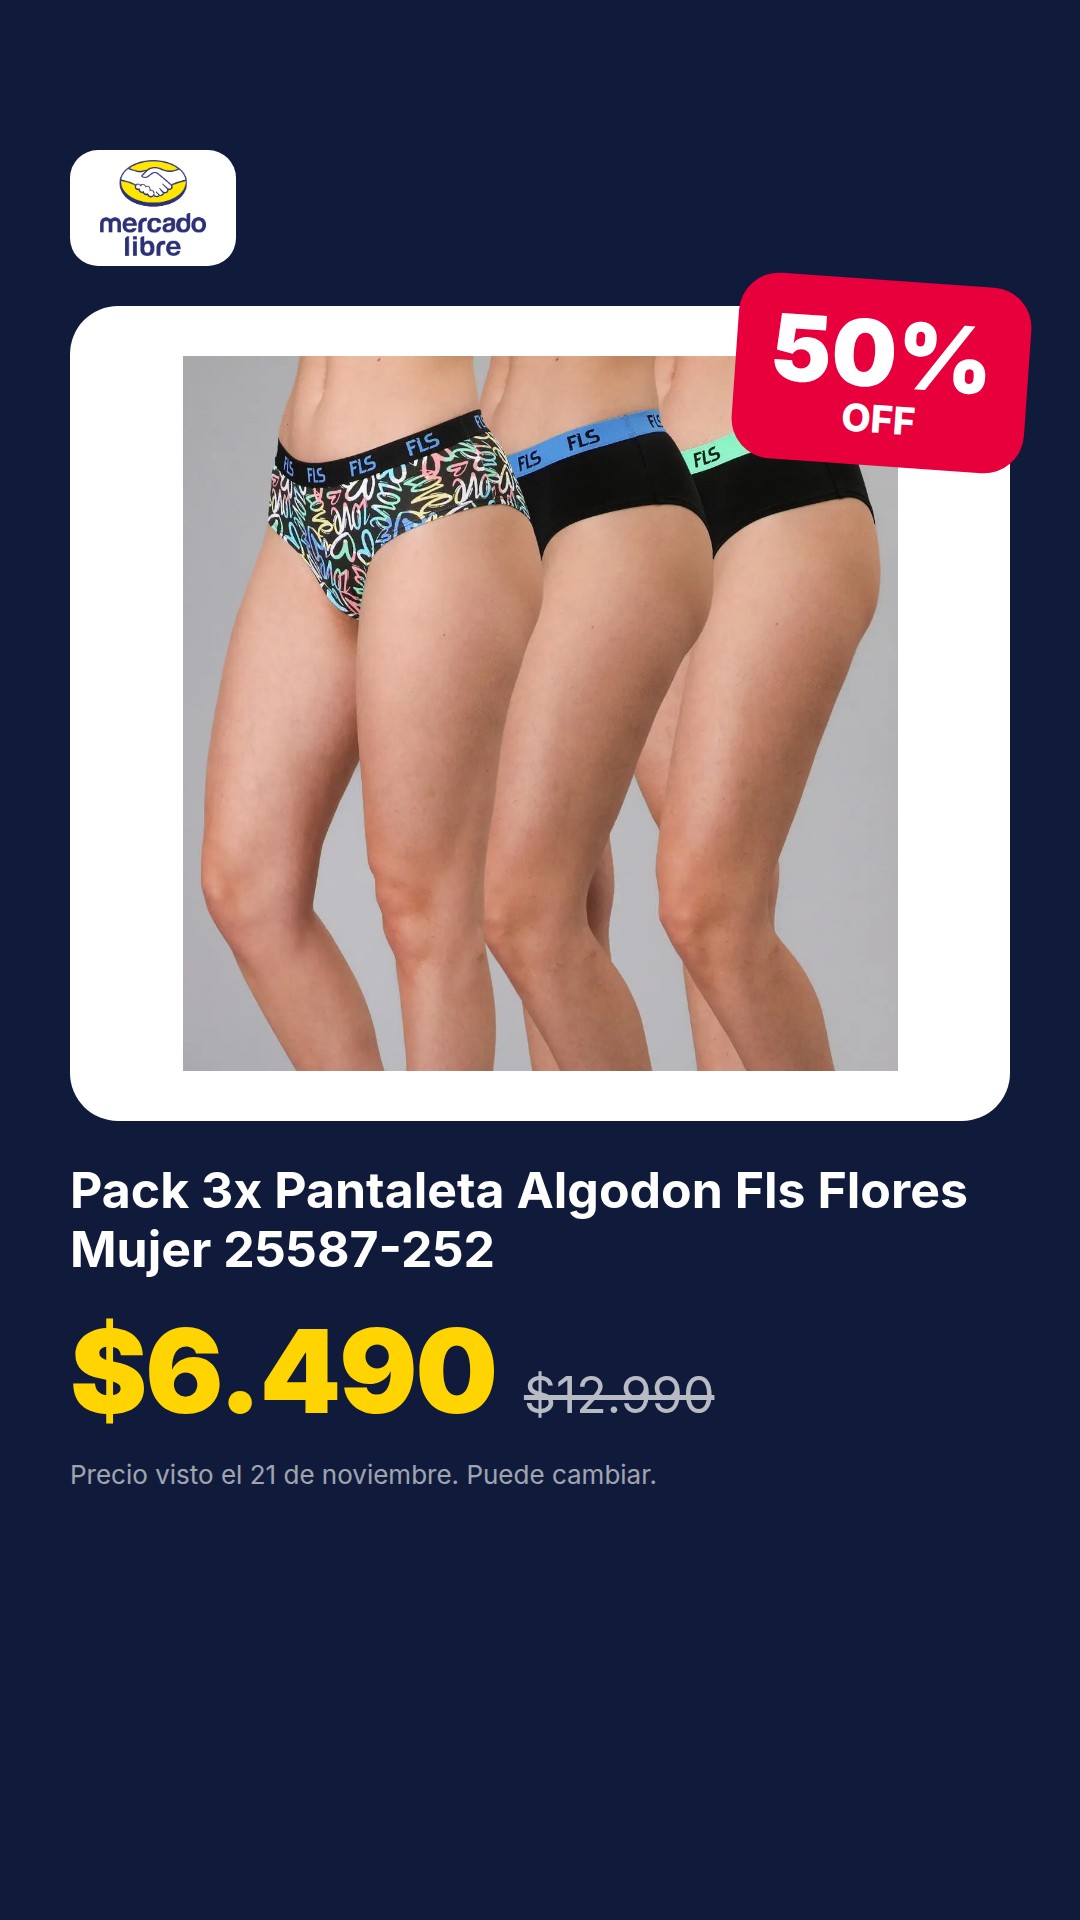 mercado
libre
50%
OFF
FLS FLS FLS FLS
FLS FLS FLS
FLS
Pack 3x Pantaleta Algodon Fls Flores
Mujer 25587-252
$6.490 $12.990
Precio visto el 21 de noviembre. Puede cambiar.